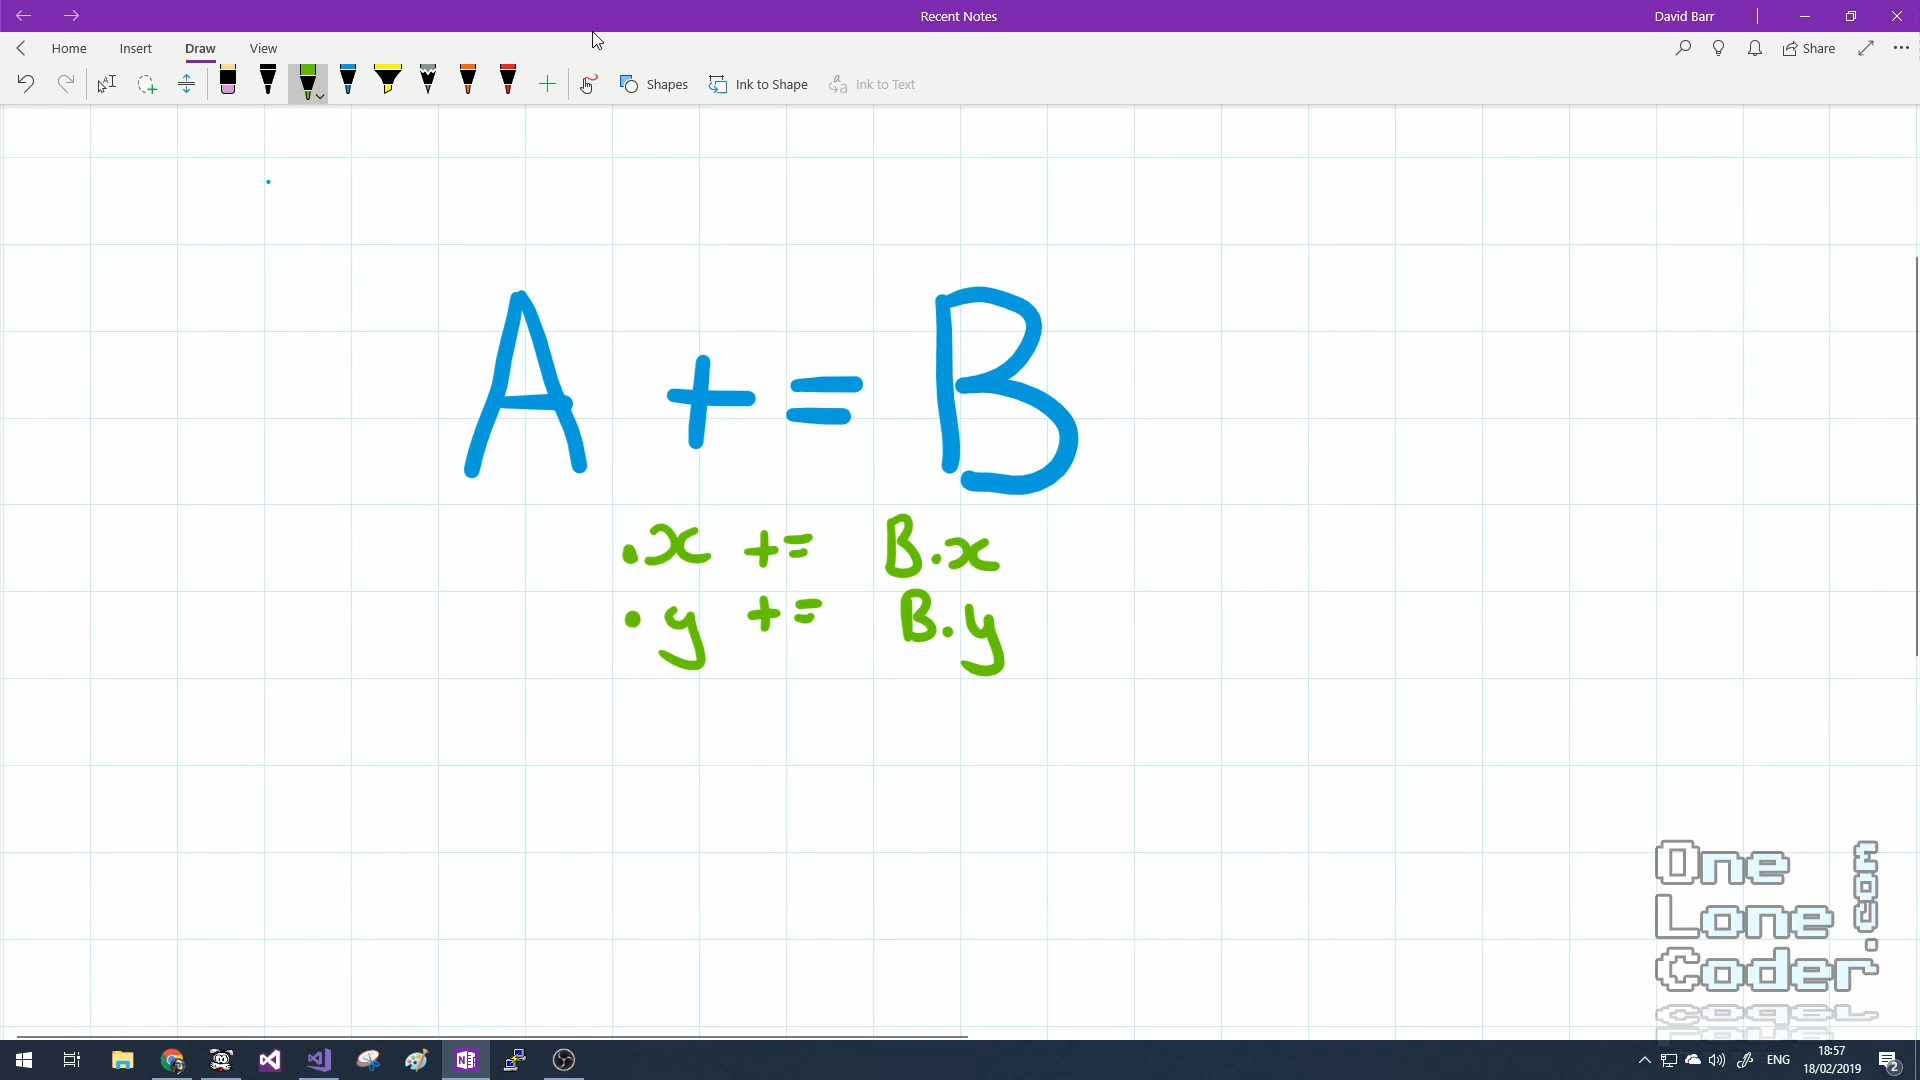 Recent Notes
David Barr
Home Insert Draw View
Share
Shapes Ink to Shape Ink to Text
A += B
.x += B.x
.y += B.y
One
Lone
Coder
.com
ENG
18:57
18/02/2019
2